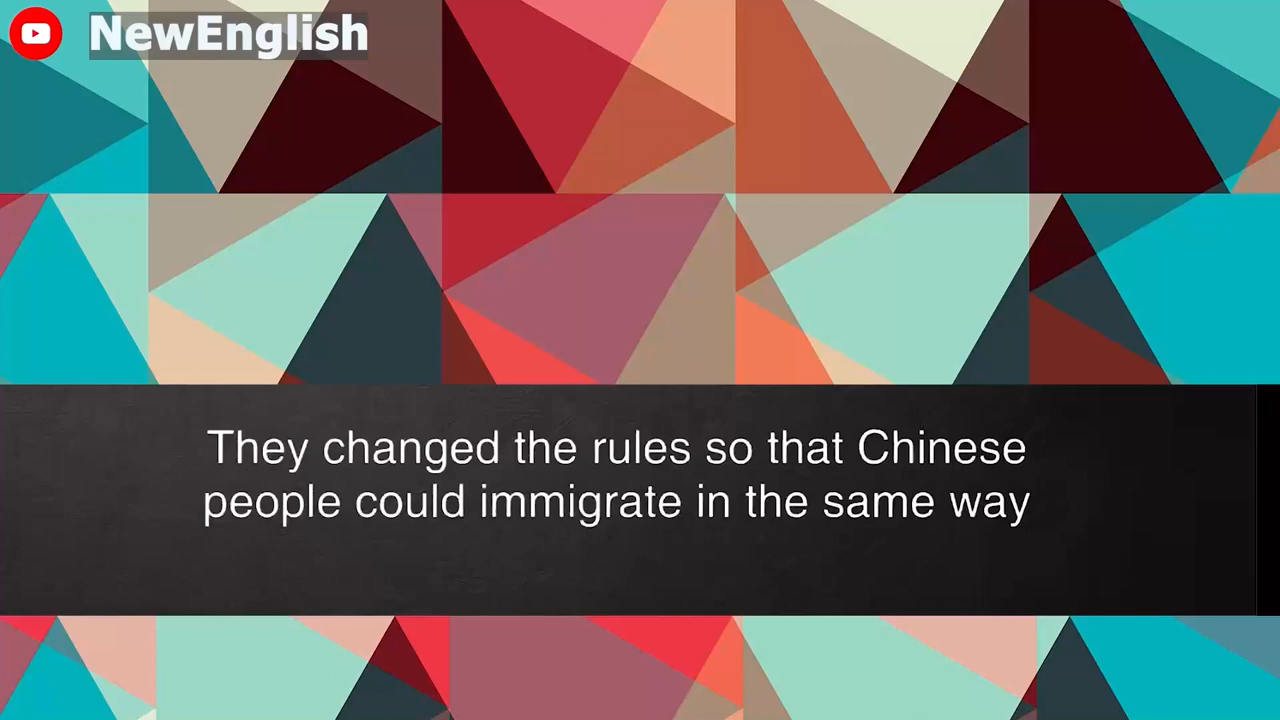 NewEnglish
They changed the rules so that Chinese
people could immigrate in the same way